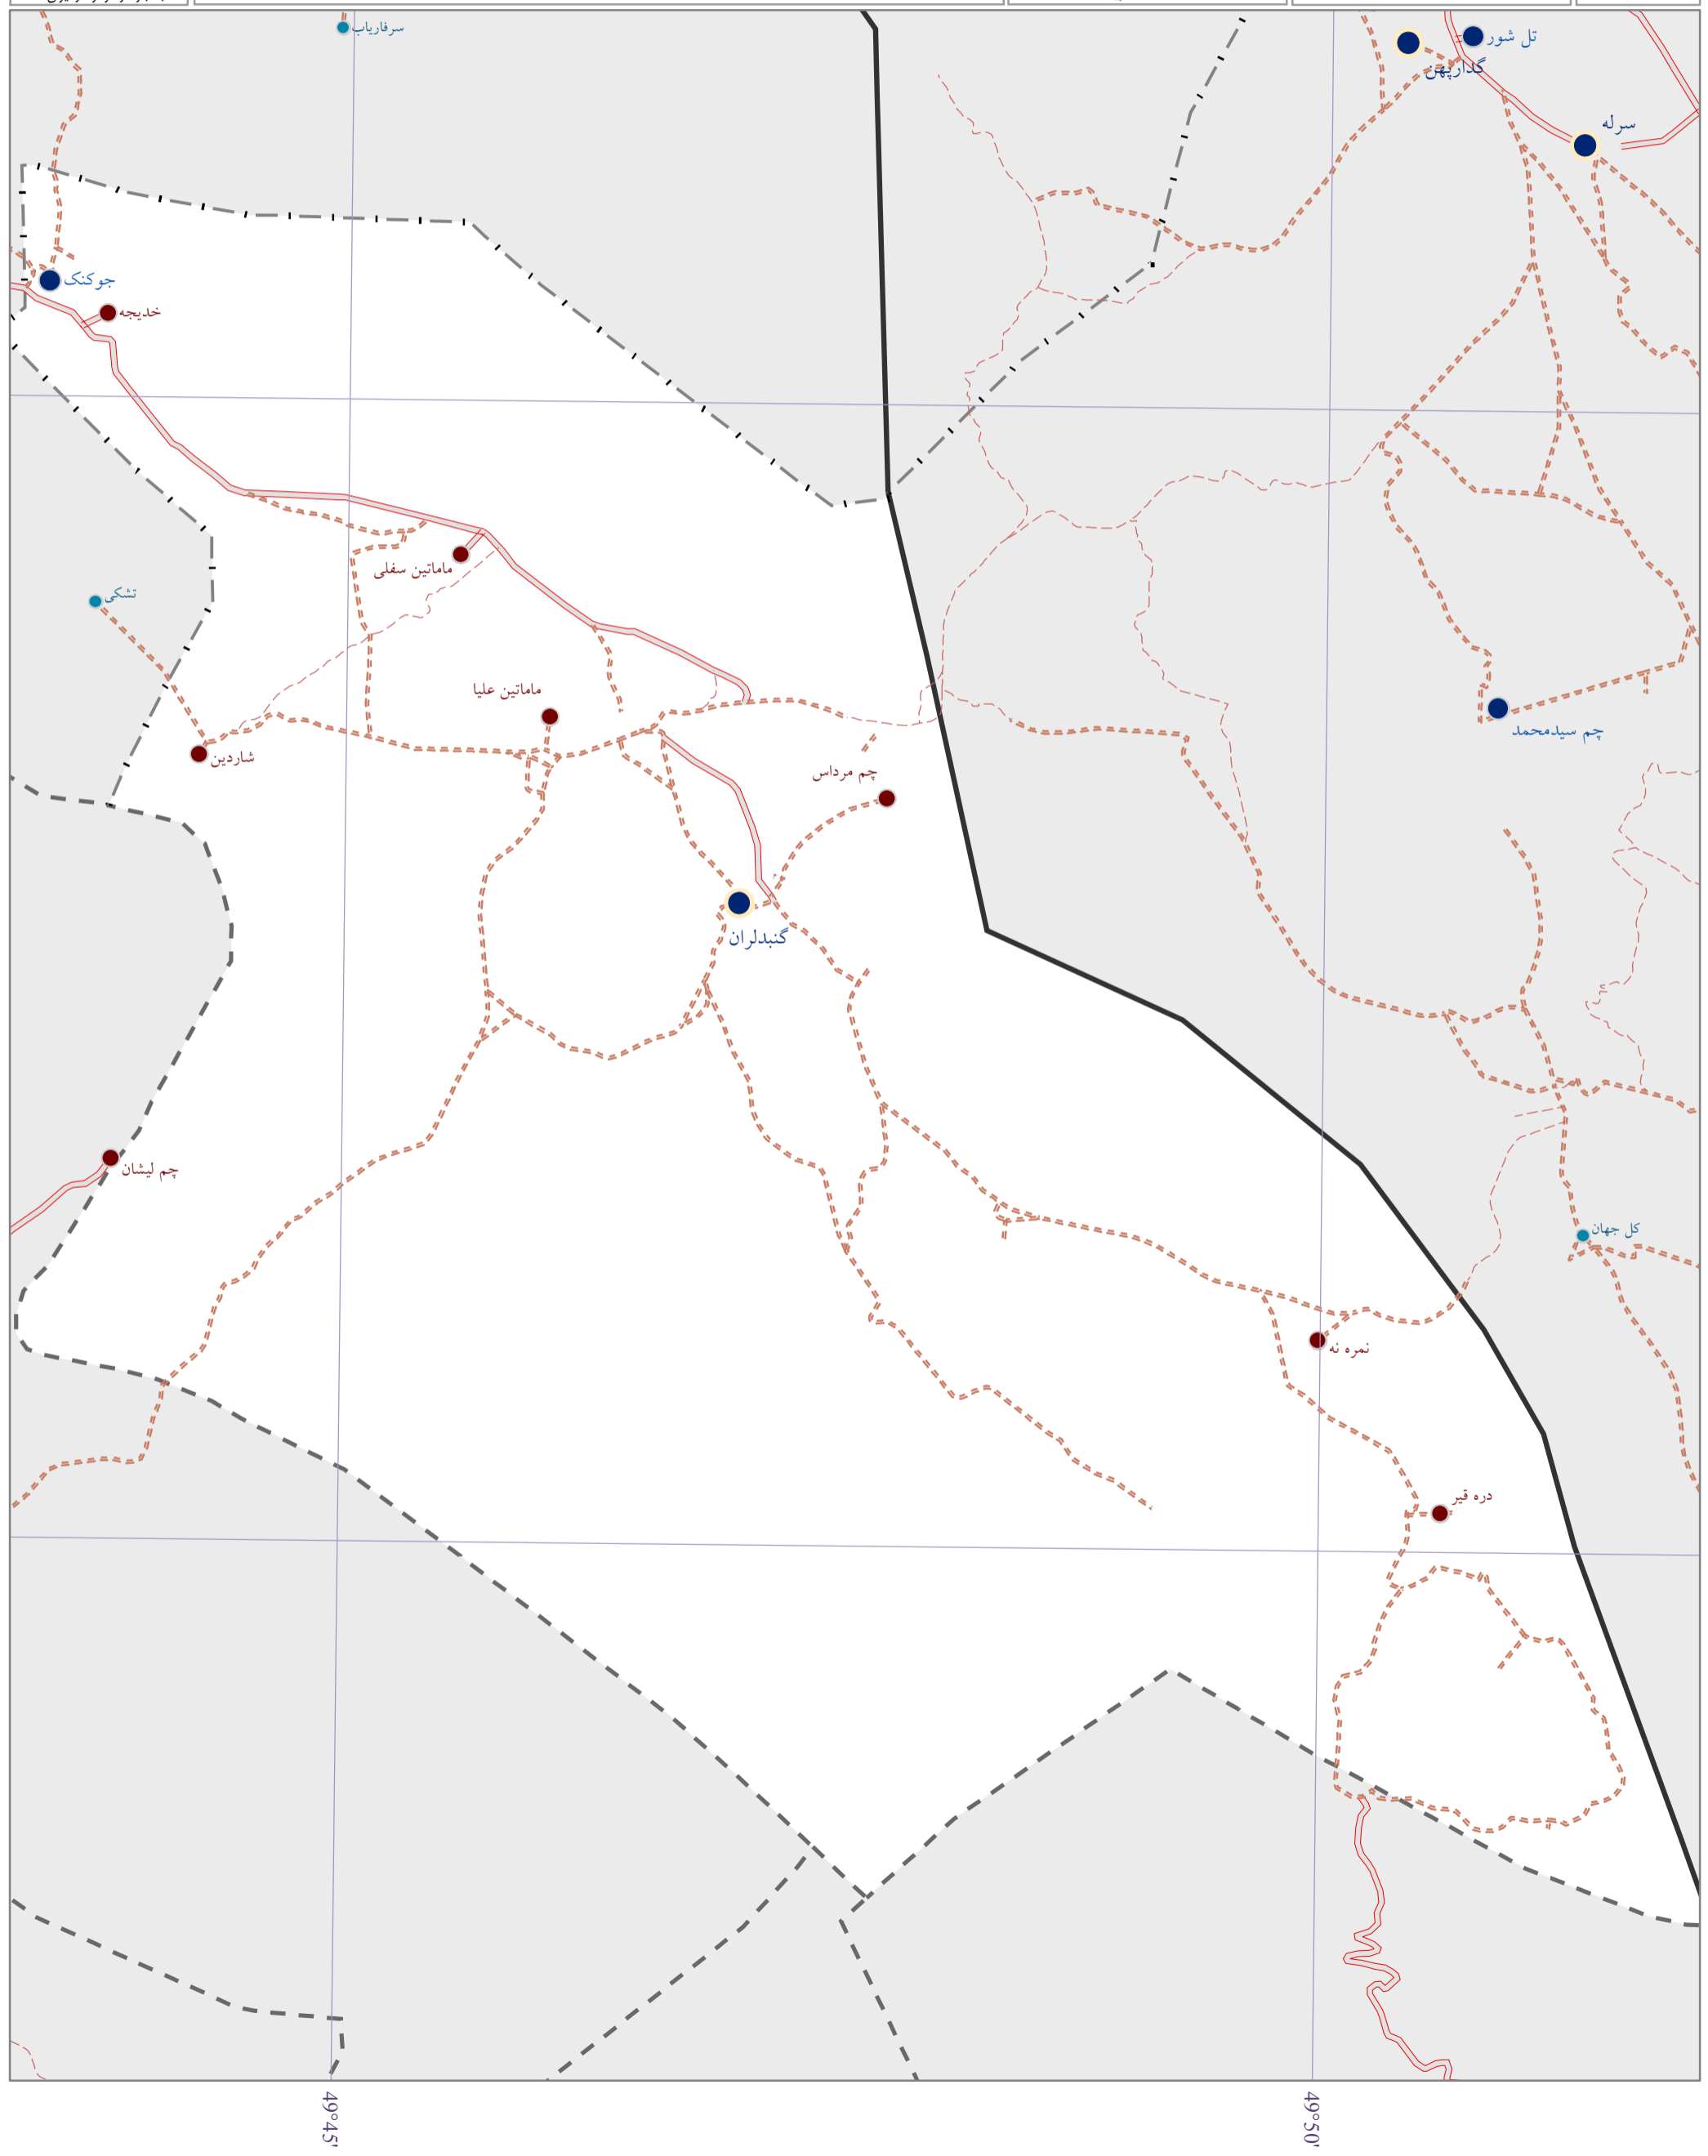 سرفاریاب
تل شور
گدارپهن
سرله
جوکنک
خدیجه
ماماتین سفلی
تشکی
ماماتین علیا
چم سیدمحمد
شاردین
چم مرداس
گنبدلران
چم لیشان
کل جهان
نمره نه
دره قیر
49°45'
49°50'